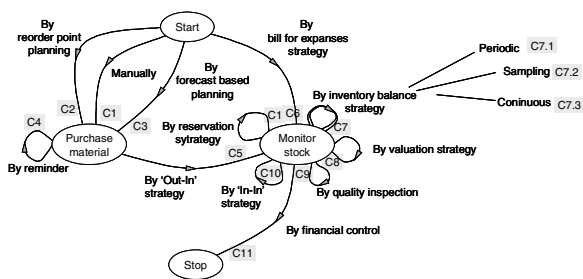 Start
By
reorder point
planning
Manually
By
forecast based
planning
By
bill for expanses
strategy
Periodic C7.1
Sampling C7.2
Coninuous C7.3
By inventory balance
strategy
C2
C1
C3
C4
Purchase
material
By reminder
By reservation
sytrategy
C1
C6
C7
Monitor
stock
C5
C8
By valuation strategy
C10
C9
By 'Out-In'
strategy
By 'In-In'
strategy
By quality inspection
By financial control
C11
Stop